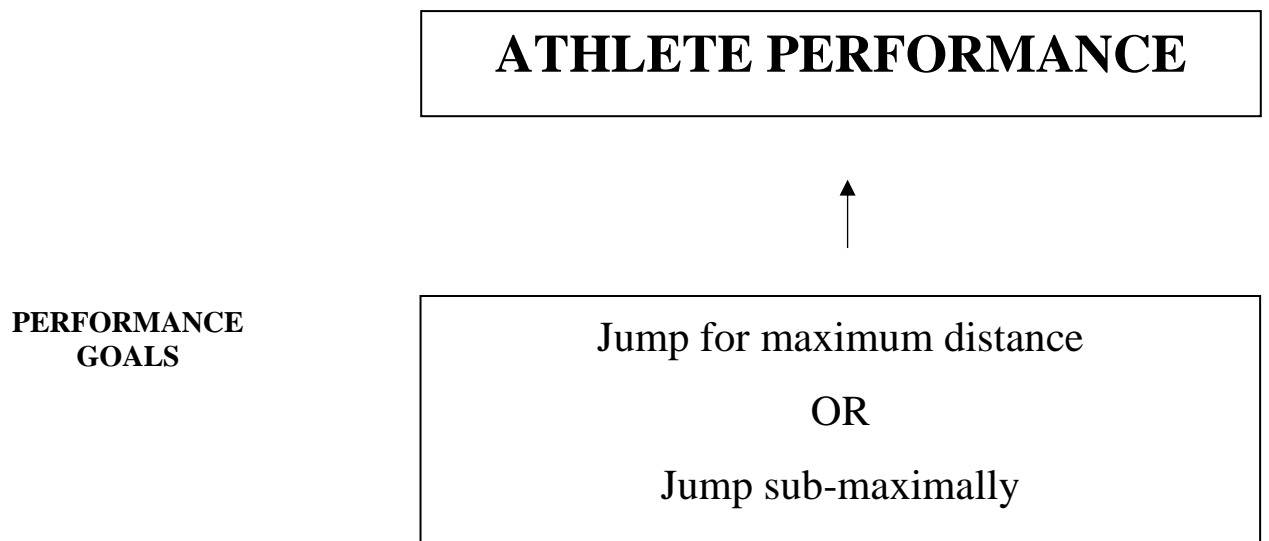 ATHLETE PERFORMANCE
PERFORMANCE
GOALS
Jump for maximum distance
OR
Jump sub-maximally